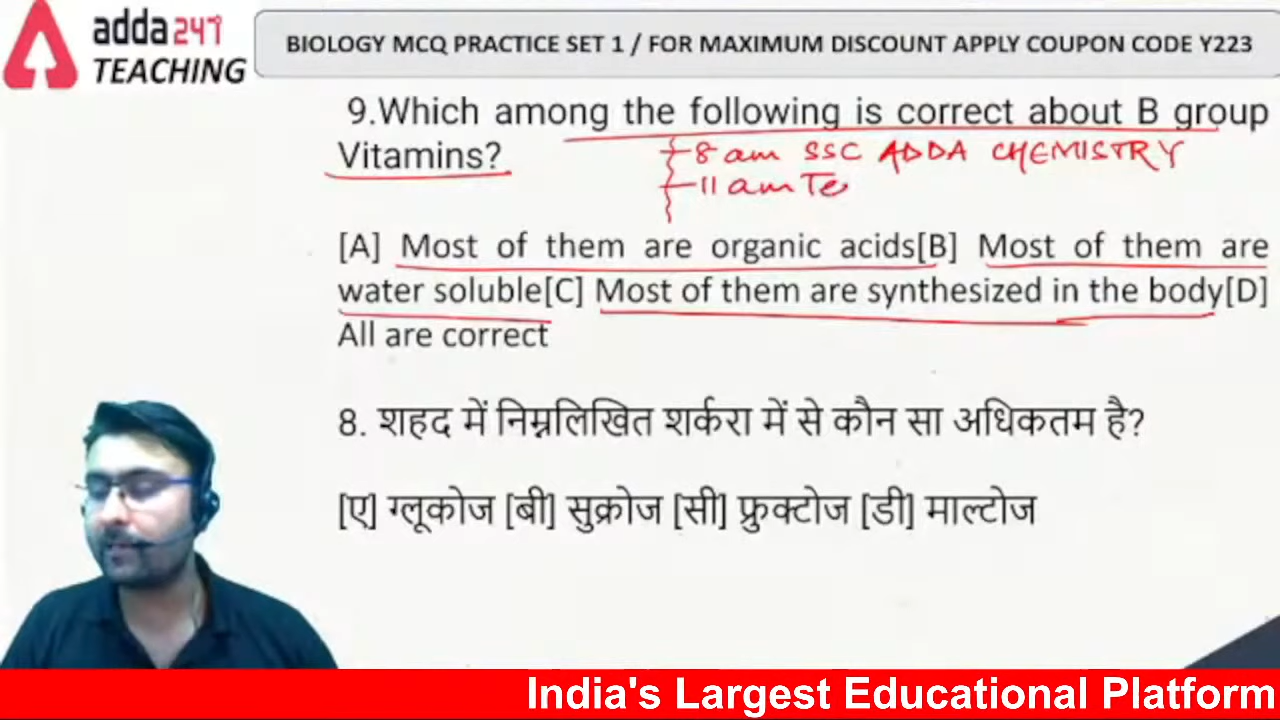 adda247
TEACHING
BIOLOGY MCQ PRACTICE SET 1 / FOR MAXIMUM DISCOUNT APPLY COUPON CODE Y223
9.Which among the following is correct about B group
Vitamins?
8 am SSC ADDA CHEMISTRY
11 am Te
[A] Most of them are organic acids[B] Most of them are
water soluble[C] Most of them are synthesized in the body[D]
All are correct
8. शहद में निम्नलिखित शर्करा में से कौन सा अधिकतम है?
[ए] ग्लूकोज [बी] सुक्रोज [सी] फ्रुक्टोज [डी] माल्टोज
India's Largest Educational Platform